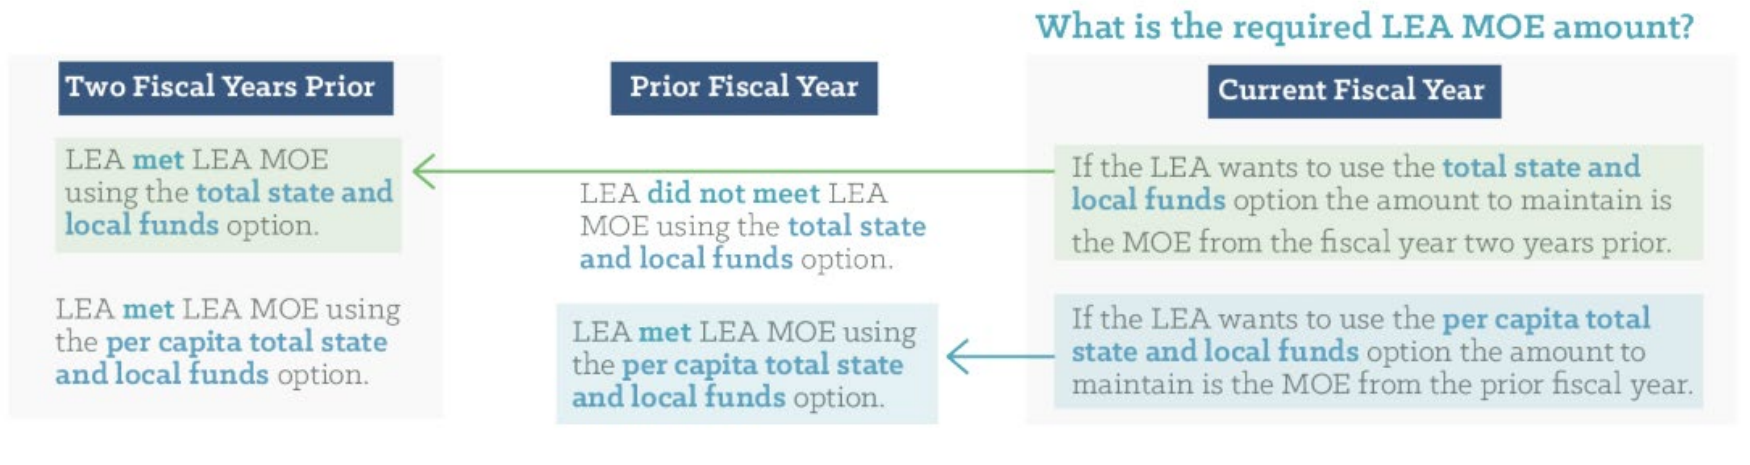 What is the required LEA MOE amount?
Two Fiscal Years Prior
LEA met LEA MOE
using the total state and
local funds option.
LEA met LEA MOE using
the per capita total state
and local funds option.
Prior Fiscal Year
LEA did not meet LEA
MOE using the total state
and local funds option.
LEA met LEA MOE using
the per capita total state
and local funds option.
Current Fiscal Year
If the LEA wants to use the total state and
local funds option the amount to maintain is
the MOE from the fiscal year two years prior.
If the LEA wants to use the per capita total
state and local funds option the amount to
maintain is the MOE from the prior fiscal year.